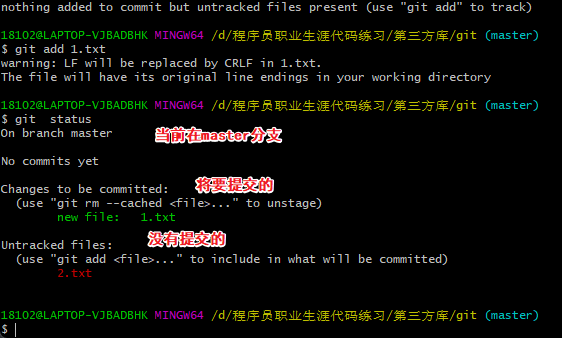 nothing added to commit but untracked files present (use "git add" to track)
18102@LAPTOP-VJBADBHK MINGW64 /d/程序员职业生涯代码练习/第三方库/git (master)
$ git add 1.txt
warning: LF will be replaced by CRLF in 1.txt.
The file will have its original line endings in your working directory
18102@LAPTOP-VJBADBHK MINGW64 /d/程序员职业生涯代码练习/第三方库/git (master)
$ git  status
On branch master 当前在master分支
No commits yet
Changes to be committed: 将要提交的
(use "git rm --cached <file>..." to unstage)
new file:   1.txt
Untracked files: 没有提交的
(use "git add <file>..." to include in what will be committed)
2.txt
18102@LAPTOP-VJBADBHK MINGW64 /d/程序员职业生涯代码练习/第三方库/git (master)
$